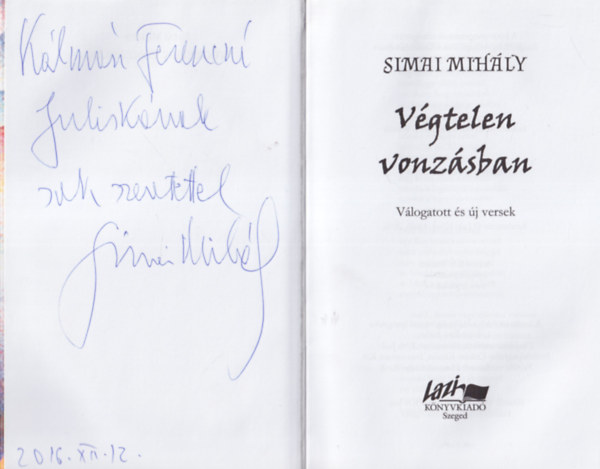 Kálmán Ferencné
Juliskának
sok szeretettel
Simai Mihály
2016. XII. 12.
SIMAI MIHÁLY
Végtelen
vonzásban
Válogatott és új versek
Lazi
KÖNYVKIADÓ
Szeged